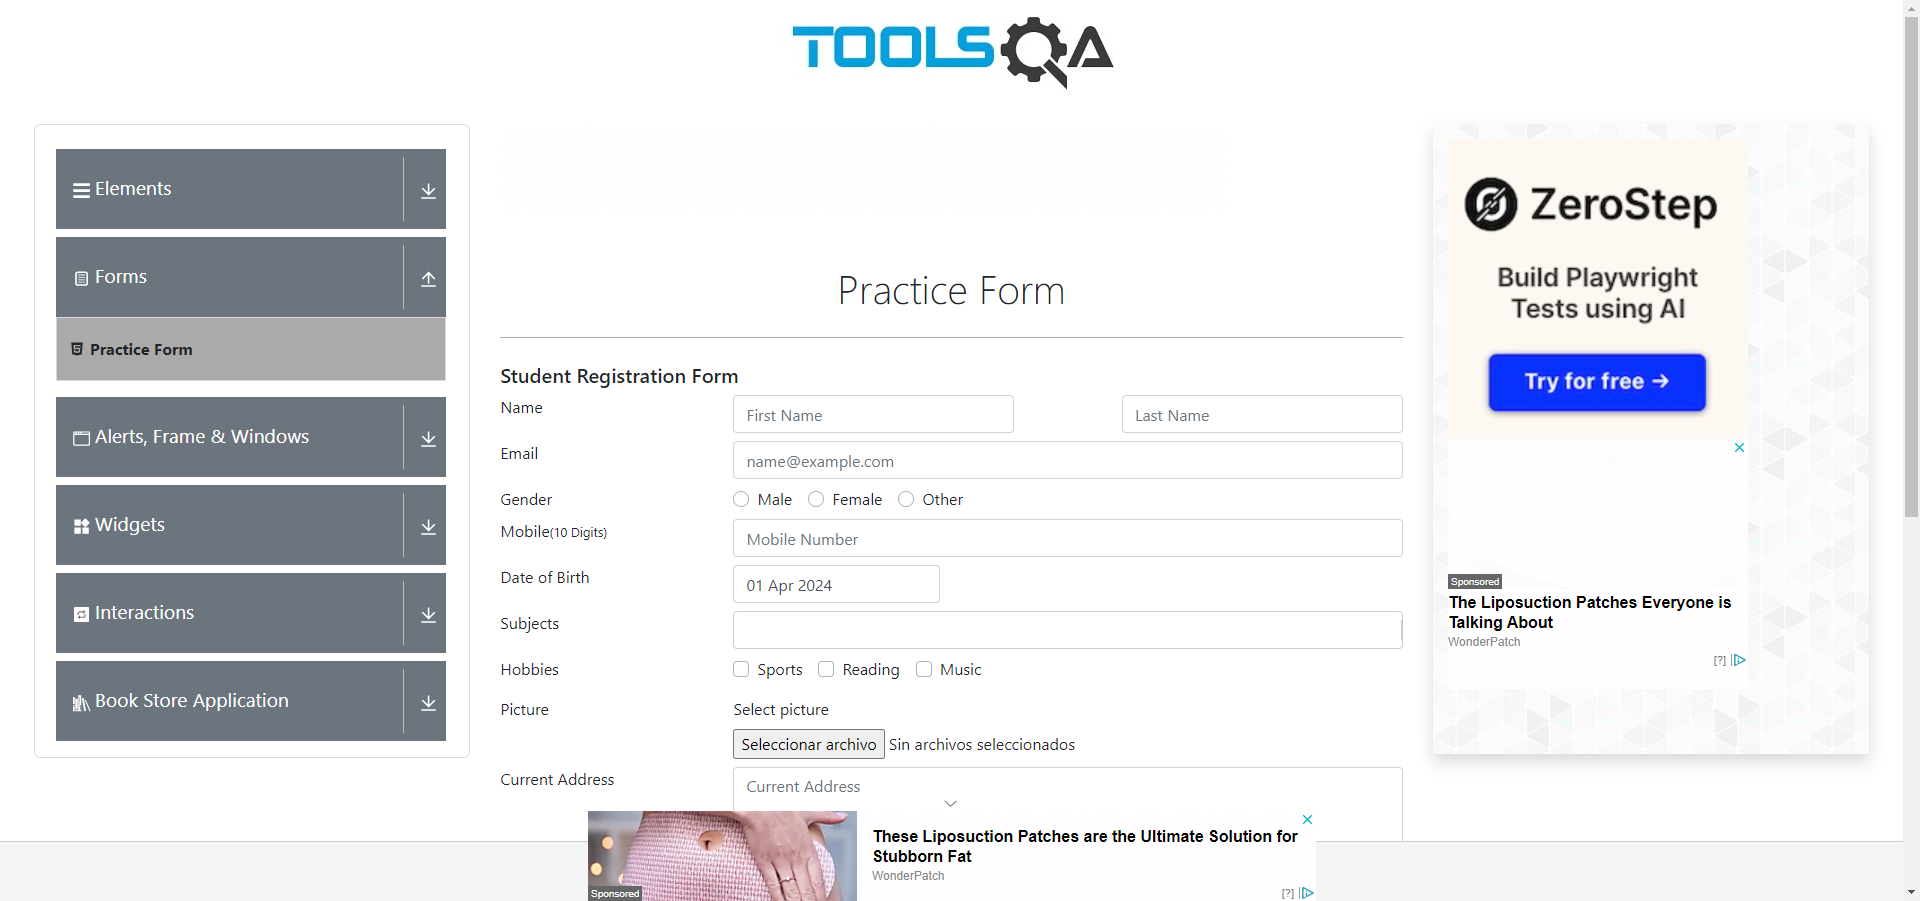 TOOLSQA
Elements
Forms
Practice Form
Alerts, Frame & Windows
Widgets
Interactions
Book Store Application
Practice Form
Student Registration Form
Name
First Name
Last Name
Email
name@example.com
Gender
Male
Female
Other
Mobile(10 Digits)
Mobile Number
Date of Birth
01 Apr 2024
Subjects
Hobbies
Sports
Reading
Music
Picture
Select picture
Seleccionar archivo Sin archivos seleccionados
Current Address
Current Address
ZeroStep
Build Playwright
Tests using AI
Try for free →
Sponsored
The Liposuction Patches Everyone is
Talking About
WonderPatch
[?]
These Liposuction Patches are the Ultimate Solution for
Stubborn Fat
WonderPatch
Sponsored
[?]